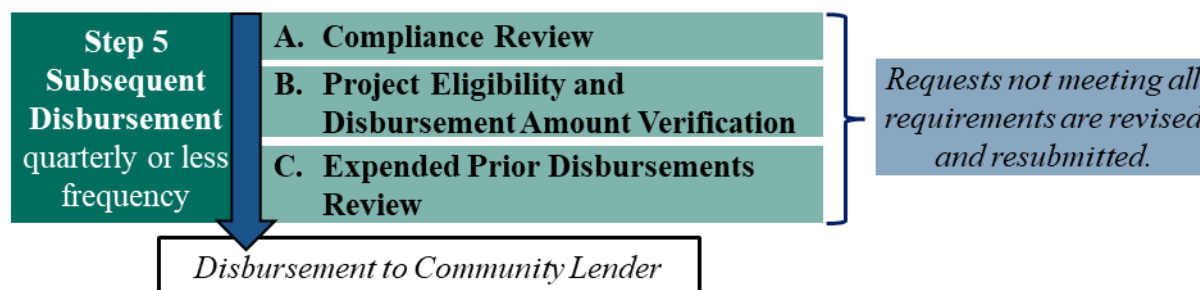 Step 5
Subsequent
Disbursement
quarterly or less
frequency
A. Compliance Review
B. Project Eligibility and
Disbursement Amount Verification
C. Expended Prior Disbursements
Review
Requests not meeting all
requirements are revised
and resubmitted.
Disbursement to Community Lender